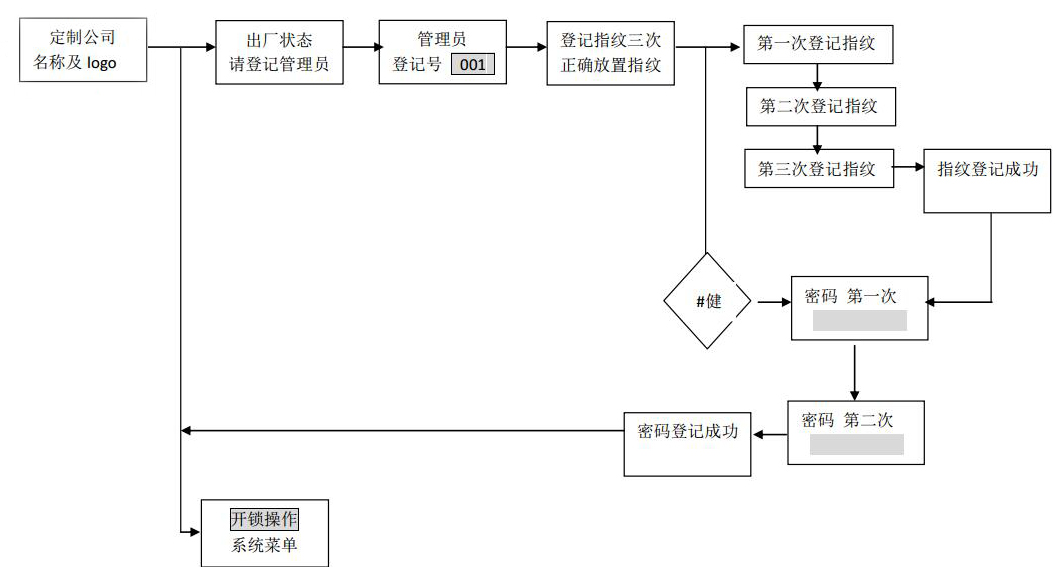 定制公司
名称及 logo
出厂状态
请登记管理员
管理员
登记号 001
登记指纹三次
正确放置指纹
第一次登记指纹
第二次登记指纹
第三次登记指纹
指纹登记成功
#健
密码 第一次
密码 第二次
密码登记成功
开锁操作
系统菜单